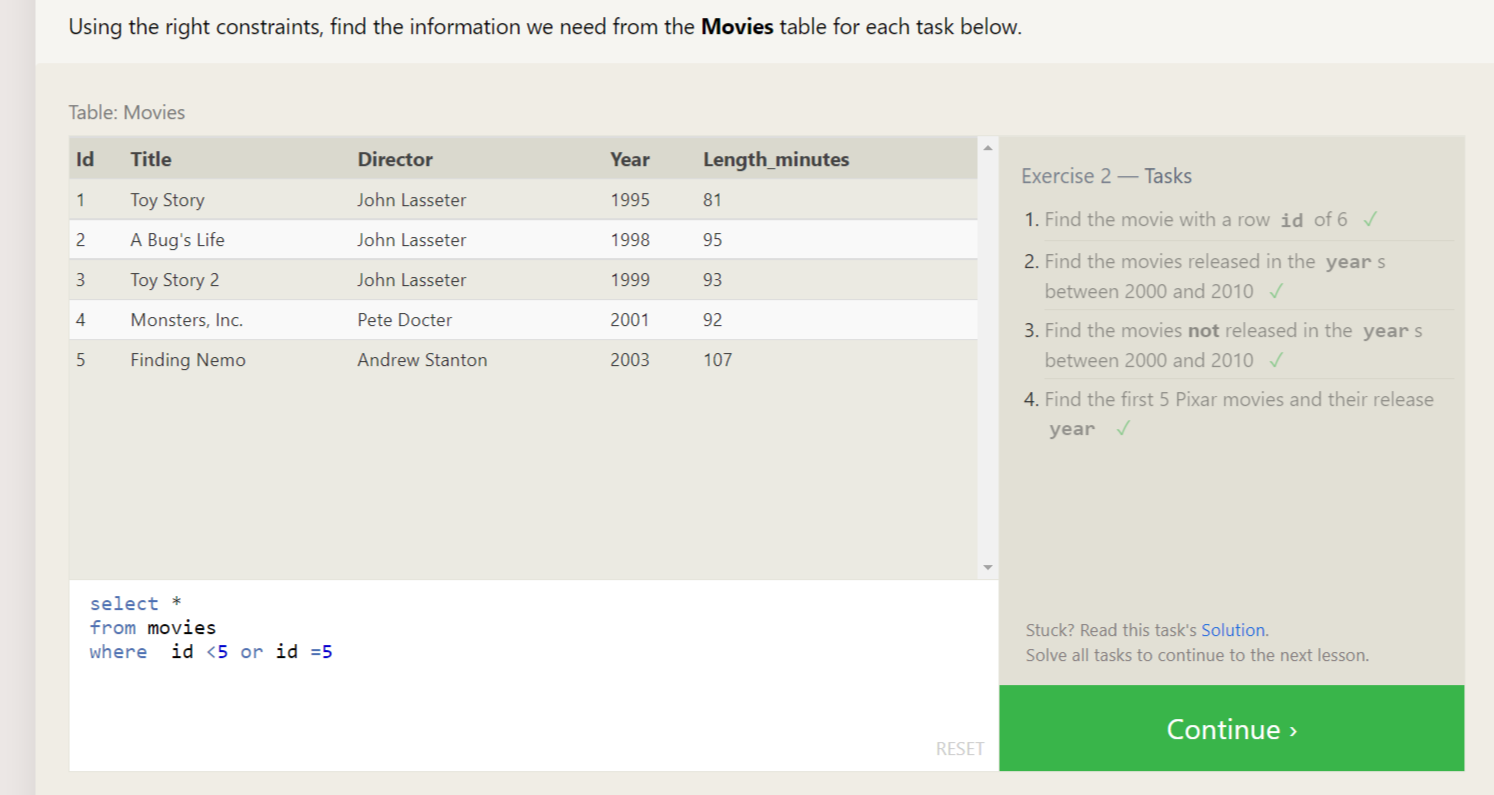 Using the right constraints, find the information we need from the Movies table for each task below.
Table: Movies
Id Title Director Year Length_minutes
1 Toy Story John Lasseter 1995 81
2 A Bug's Life John Lasseter 1998 95
3 Toy Story 2 John Lasseter 1999 93
4 Monsters, Inc. Pete Docter 2001 92
5 Finding Nemo Andrew Stanton 2003 107
select *
from movies
where  id <5 or id =5
RESET
Exercise 2 — Tasks
1. Find the movie with a row id of 6 ✓
2. Find the movies released in the year s
between 2000 and 2010 ✓
3. Find the movies not released in the year s
between 2000 and 2010 ✓
4. Find the first 5 Pixar movies and their release
year ✓
Stuck? Read this task's Solution.
Solve all tasks to continue to the next lesson.
Continue ›